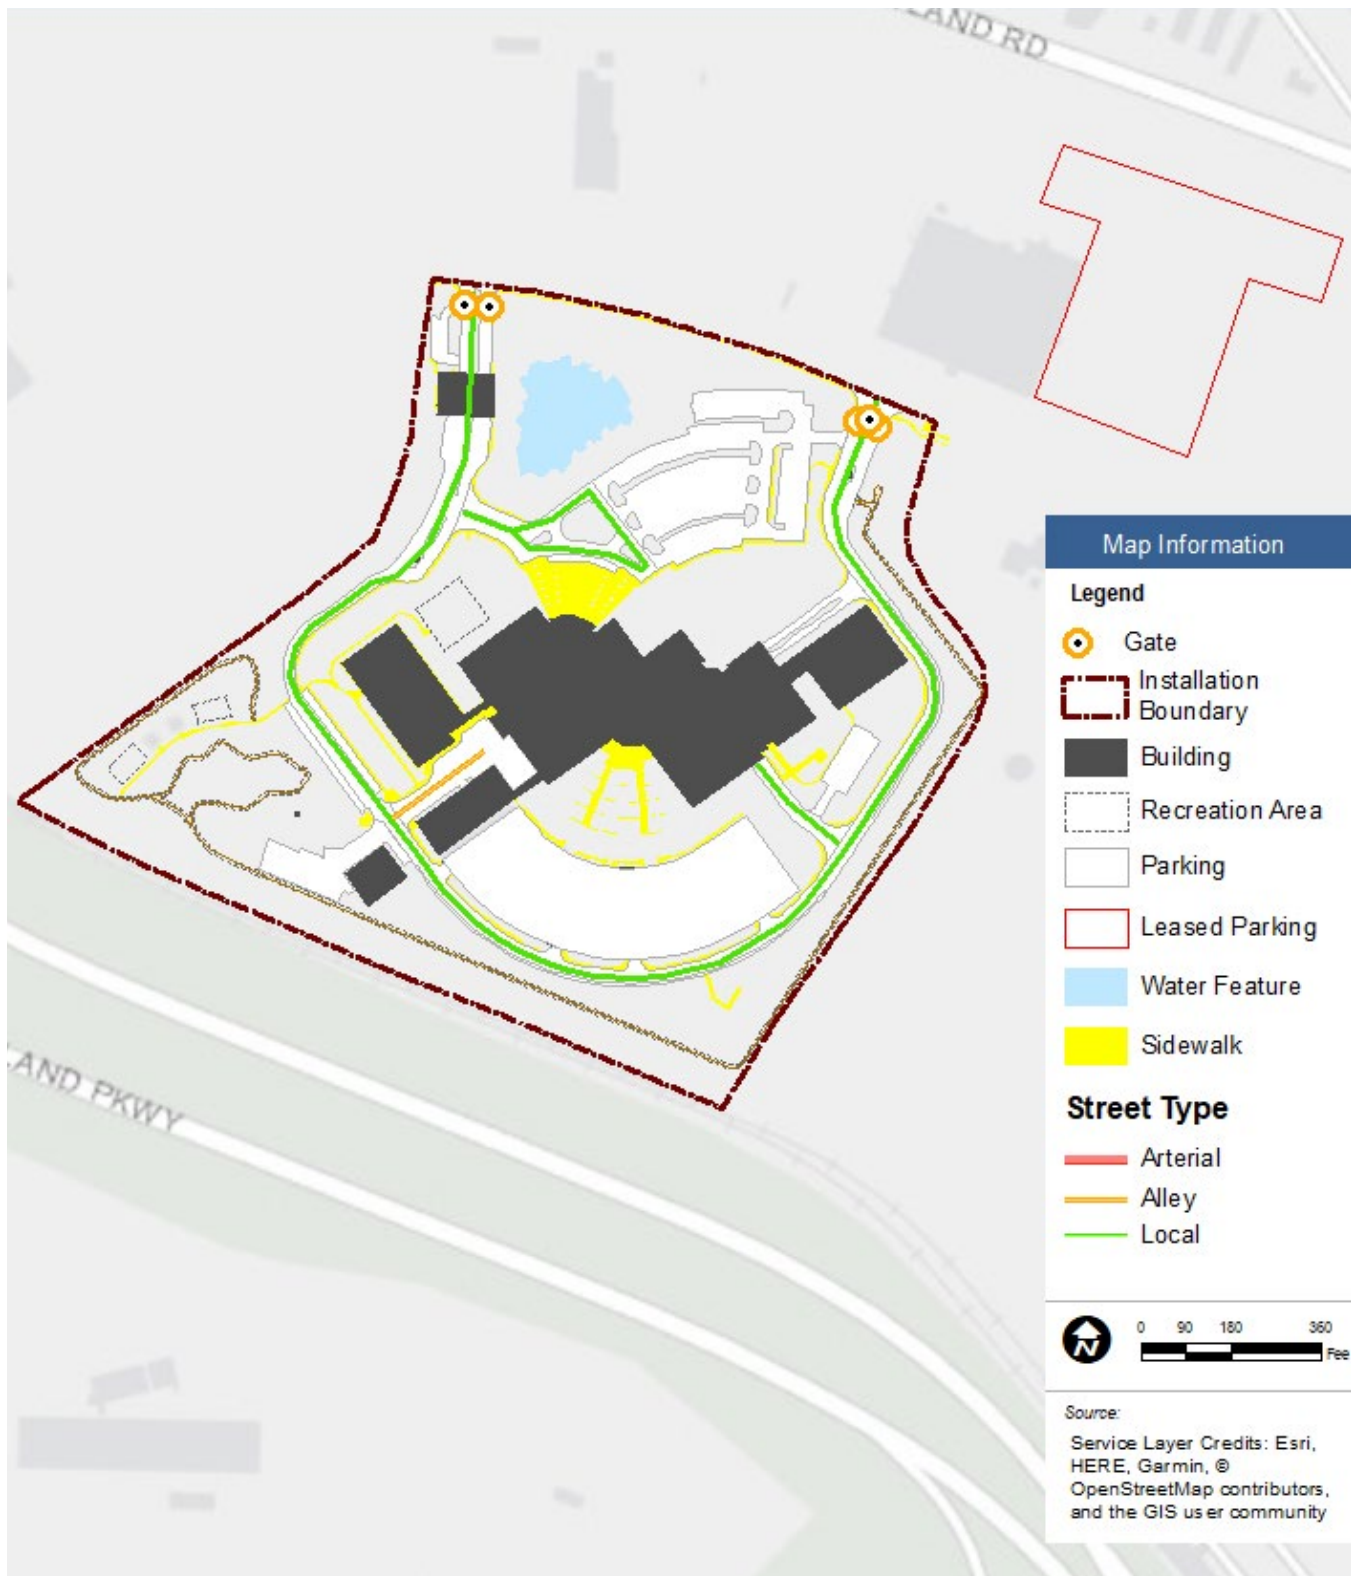 LAND RD
Map Information
Legend
Gate
Installation
Boundary
Building
Recreation Area
Parking
Leased Parking
Water Feature
Sidewalk
LAND PKWY
Street Type
Arterial
Alley
Local
N
0 90 180 360
Fee
Source:
Service Layer Credits: Esri,
HERE, Garmin, ©
OpenStreetMap contributors,
and the GIS user community